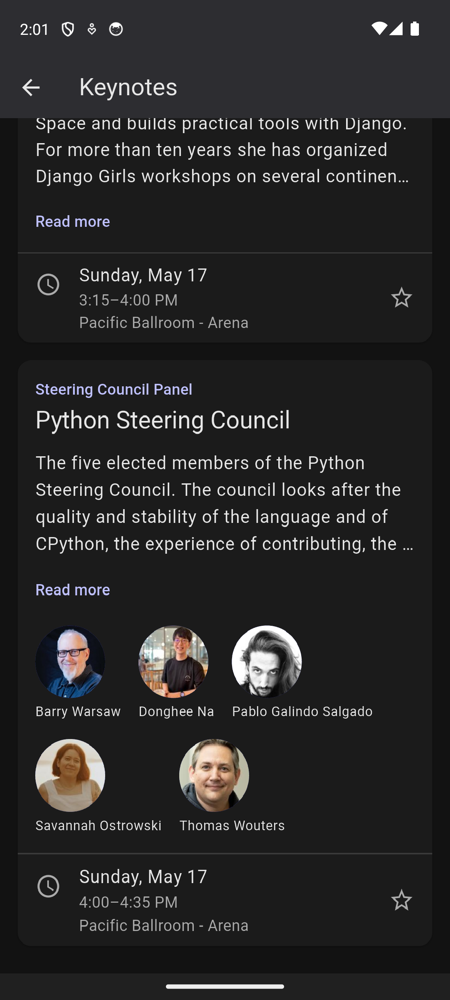 2:01
Keynotes
Space and builds practical tools with Django.
For more than ten years she has organized
Django Girls workshops on several continen…
Read more
Sunday, May 17
3:15–4:00 PM
Pacific Ballroom - Arena
Steering Council Panel
Python Steering Council
The five elected members of the Python
Steering Council. The council looks after the
quality and stability of the language and of
CPython, the experience of contributing, the …
Read more
Barry Warsaw
Donghee Na
Pablo Galindo Salgado
Savannah Ostrowski
Thomas Wouters
Sunday, May 17
4:00–4:35 PM
Pacific Ballroom - Arena